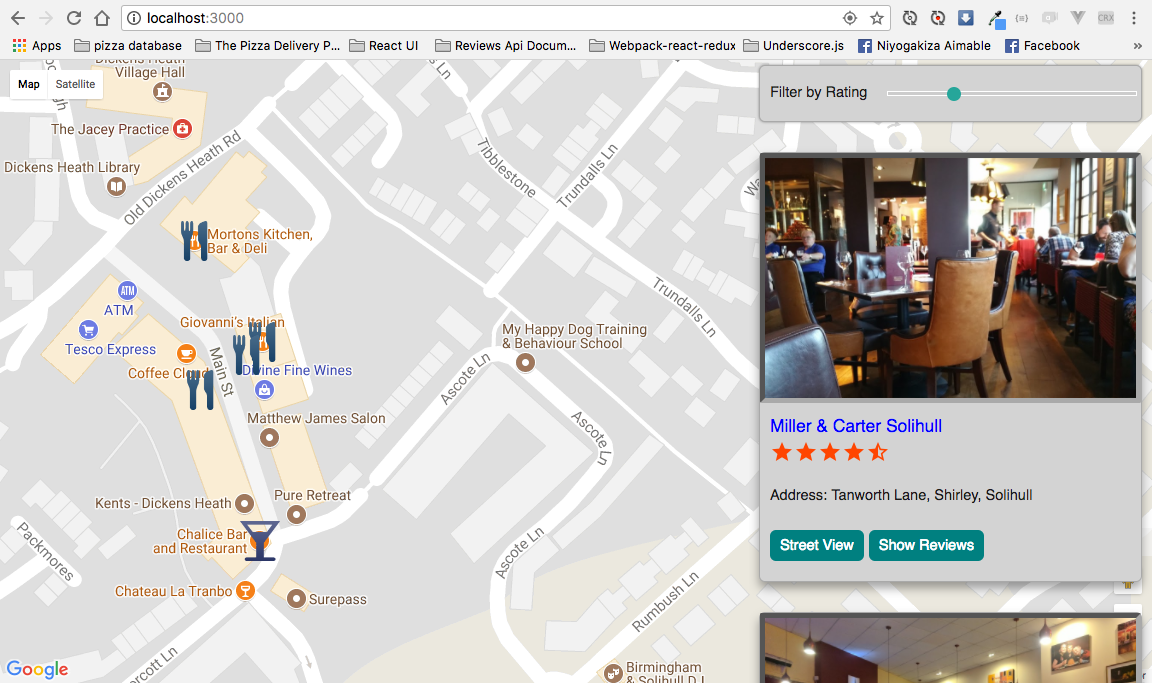 localhost:3000
Apps
pizza database
The Pizza Delivery P...
React UI
Reviews Api Docum...
Webpack-react-redux
Underscore.js
Niyogakiza Aimable
Facebook
»
Map
Satellite
Dickens Heath
Village Hall
The Jacey Practice
Dickens Heath Library
Old Dickens Heath Rd
Mortons Kitchen,
Bar & Deli
ATM
ATM
Tesco Express
Giovanni's Italian
Coffee
Main St
Divine Fine Wines
Matthew James Salon
Kents - Dickens Heath
Pure Retreat
Chalice Bar
and Restaurant
Chateau La Tranbo
Surepass
Packmores
Tibblestone
Trundalls Ln
Trundalls Ln
My Happy Dog Training
& Behaviour School
Ascote Ln
Ascote Ln
Ascote Ln
Rumbush Ln
Birmingham
& Solihull DJ
Google
Filter by Rating
Miller & Carter Solihull
Address: Tanworth Lane, Shirley, Solihull
Street View
Show Reviews